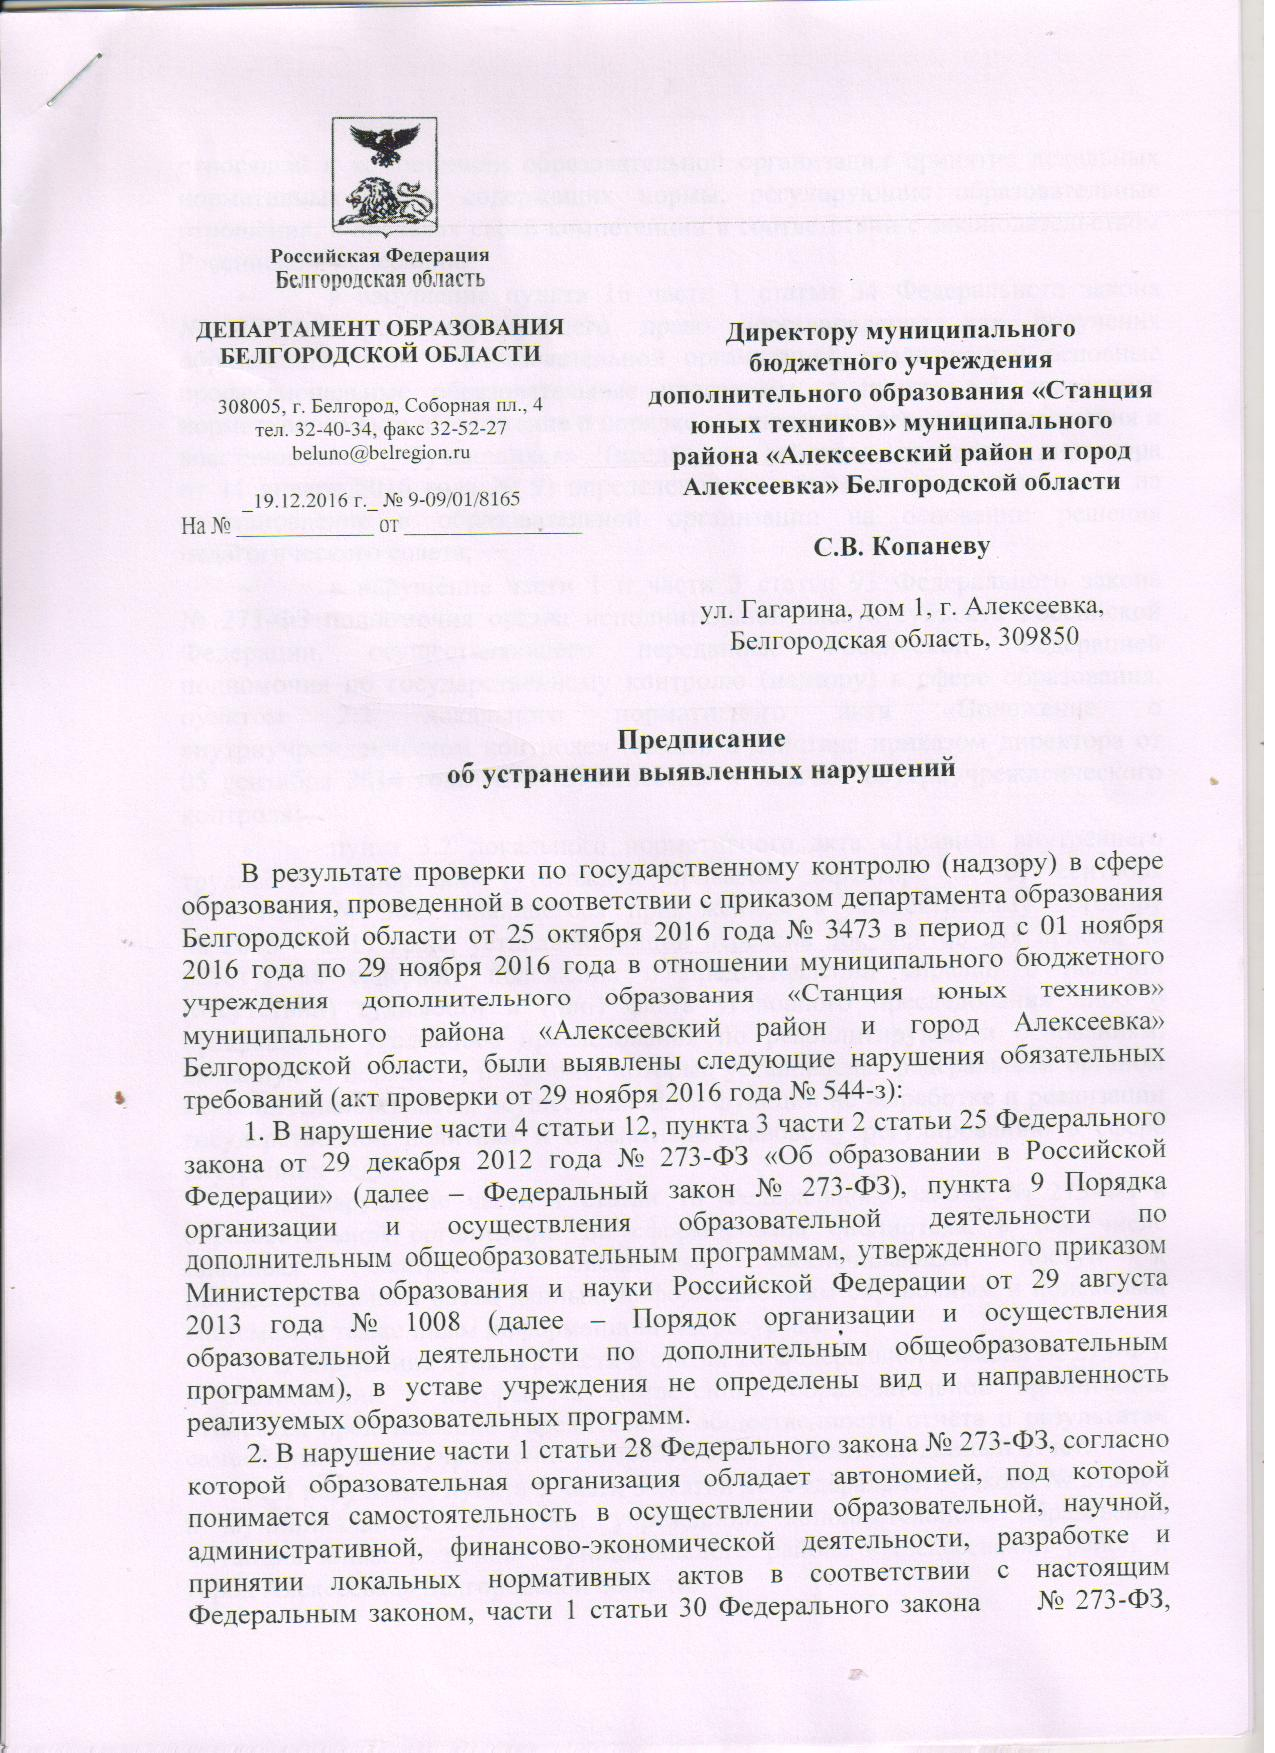 Российская Федерация
Белгородская область
ДЕПАРТАМЕНТ ОБРАЗОВАНИЯ
БЕЛГОРОДСКОЙ ОБЛАСТИ
308005, г. Белгород, Соборная пл., 4
тел. 32-40-34, факс 32-52-27
beluno@belregion.ru
_19.12.2016 г._ № 9-09/01/8165
На № _____________ от _________________
Директору муниципального
бюджетного учреждения
дополнительного образования «Станция
юных техников» муниципального
района «Алексеевский район и город
Алексеевка» Белгородской области
С.В. Копаневу
ул. Гагарина, дом 1, г. Алексеевка,
Белгородская область, 309850
Предписание
об устранении выявленных нарушений
В результате проверки по государственному контролю (надзору) в сфере
образования, проведенной в соответствии с приказом департамента образования
Белгородской области от 25 октября 2016 года № 3473 в период с 01 ноября
2016 года по 29 ноября 2016 года в отношении муниципального бюджетного
учреждения дополнительного образования «Станция юных техников»
муниципального района «Алексеевский район и город Алексеевка»
Белгородской области, были выявлены следующие нарушения обязательных
требований (акт проверки от 29 ноября 2016 года № 544-з):
1. В нарушение части 4 статьи 12, пункта 3 части 2 статьи 25 Федерального
закона от 29 декабря 2012 года № 273-ФЗ «Об образовании в Российской
Федерации» (далее – Федеральный закон № 273-ФЗ), пункта 9 Порядка
организации и осуществления образовательной деятельности по
дополнительным общеобразовательным программам, утвержденного приказом
Министерства образования и науки Российской Федерации от 29 августа
2013 года № 1008 (далее – Порядок организации и осуществления
образовательной деятельности по дополнительным общеобразовательным
программам), в уставе учреждения не определены вид и направленность
реализуемых образовательных программ.
2. В нарушение части 1 статьи 28 Федерального закона № 273-ФЗ, согласно
которой образовательная организация обладает автономией, под которой
понимается самостоятельность в осуществлении образовательной, научной,
административной, финансово-экономической деятельности, разработке и
принятии локальных нормативных актов в соответствии с настоящим
Федеральным законом, части 1 статьи 30 Федерального закона № 273-ФЗ,